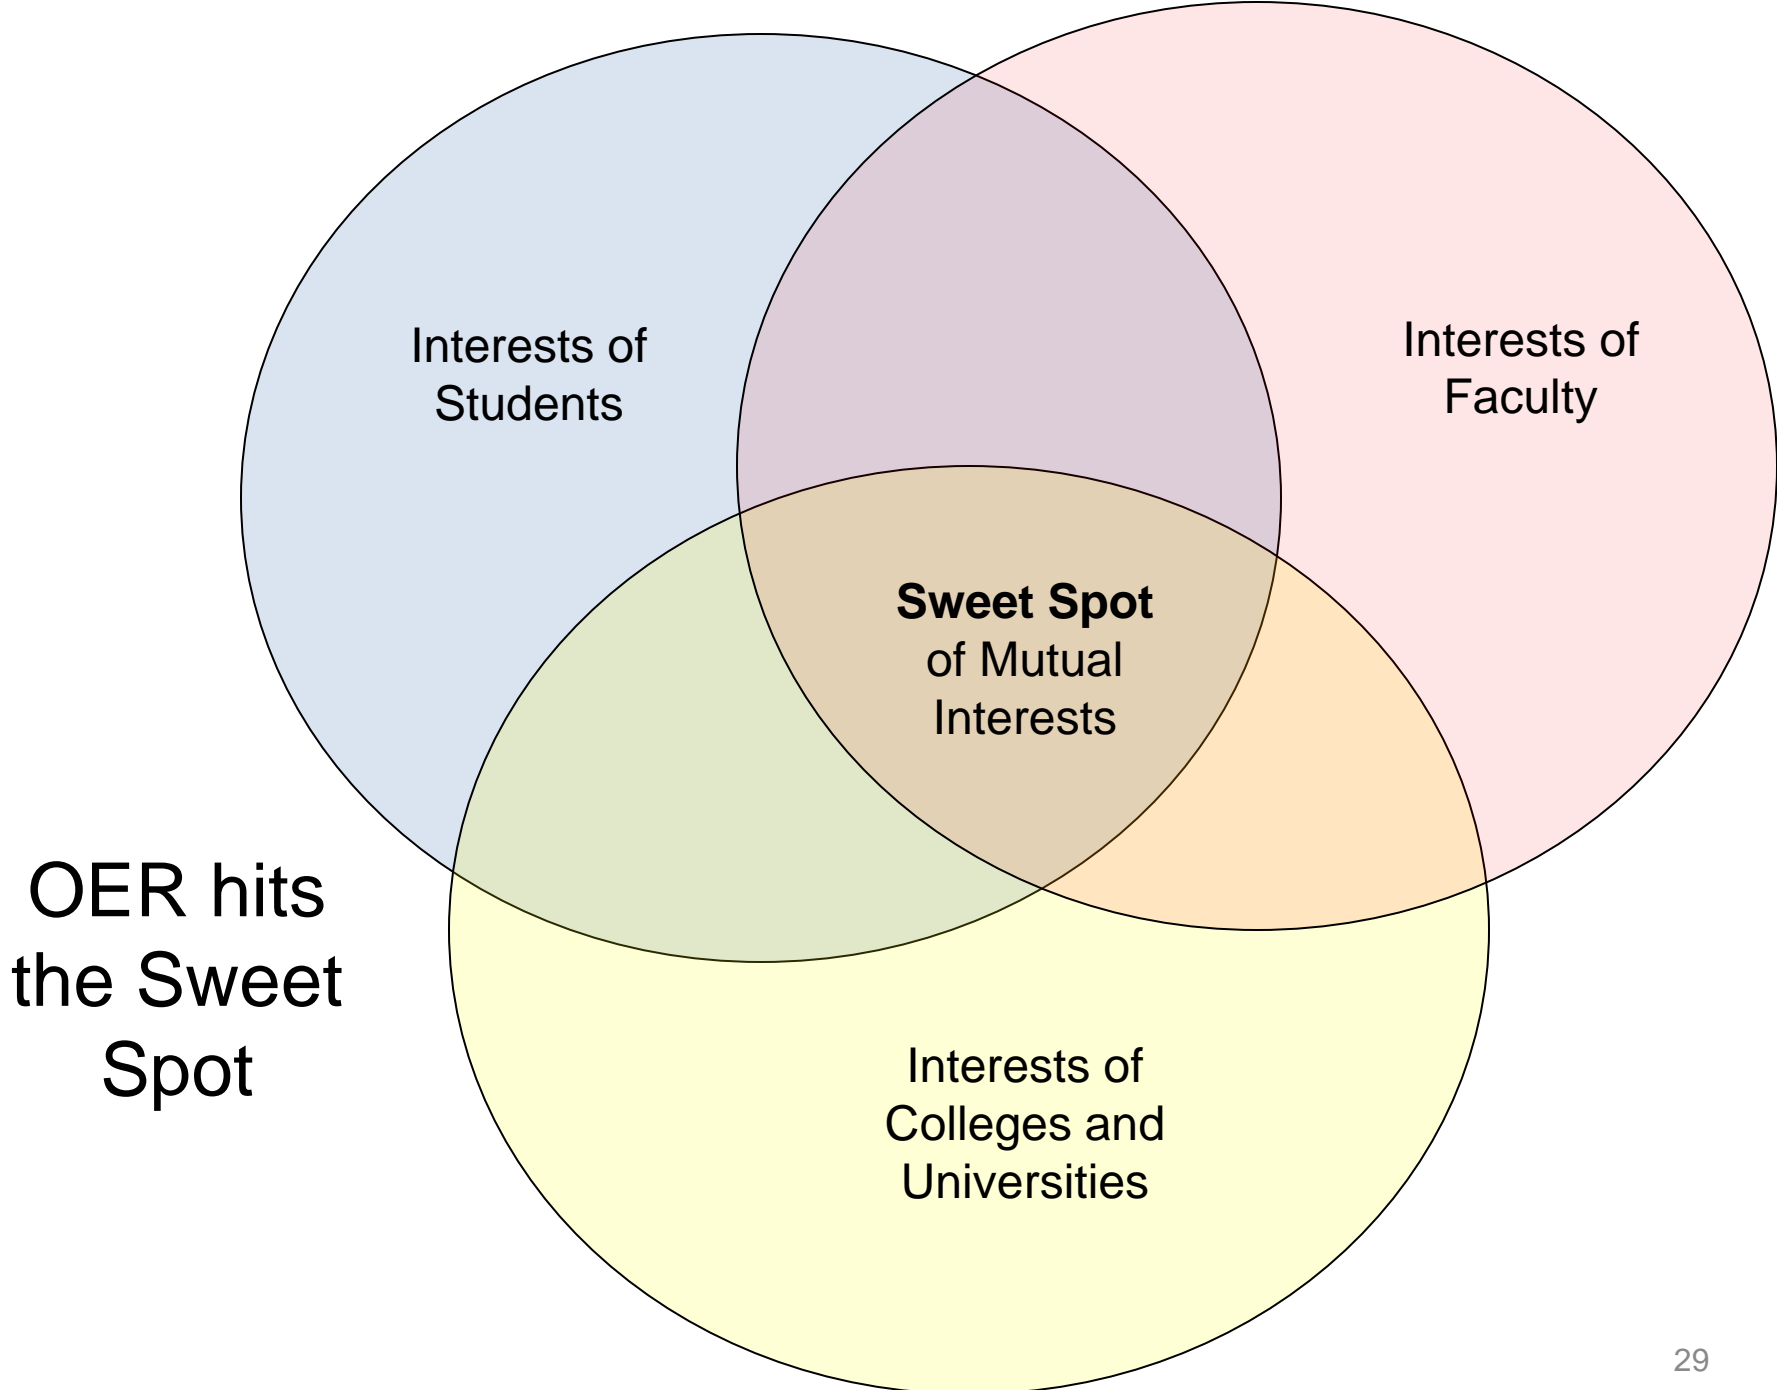 Interests of
Students
Interests of
Faculty
Sweet Spot
of Mutual
Interests
OER hits
the Sweet
Spot
Interests of
Colleges and
Universities
29